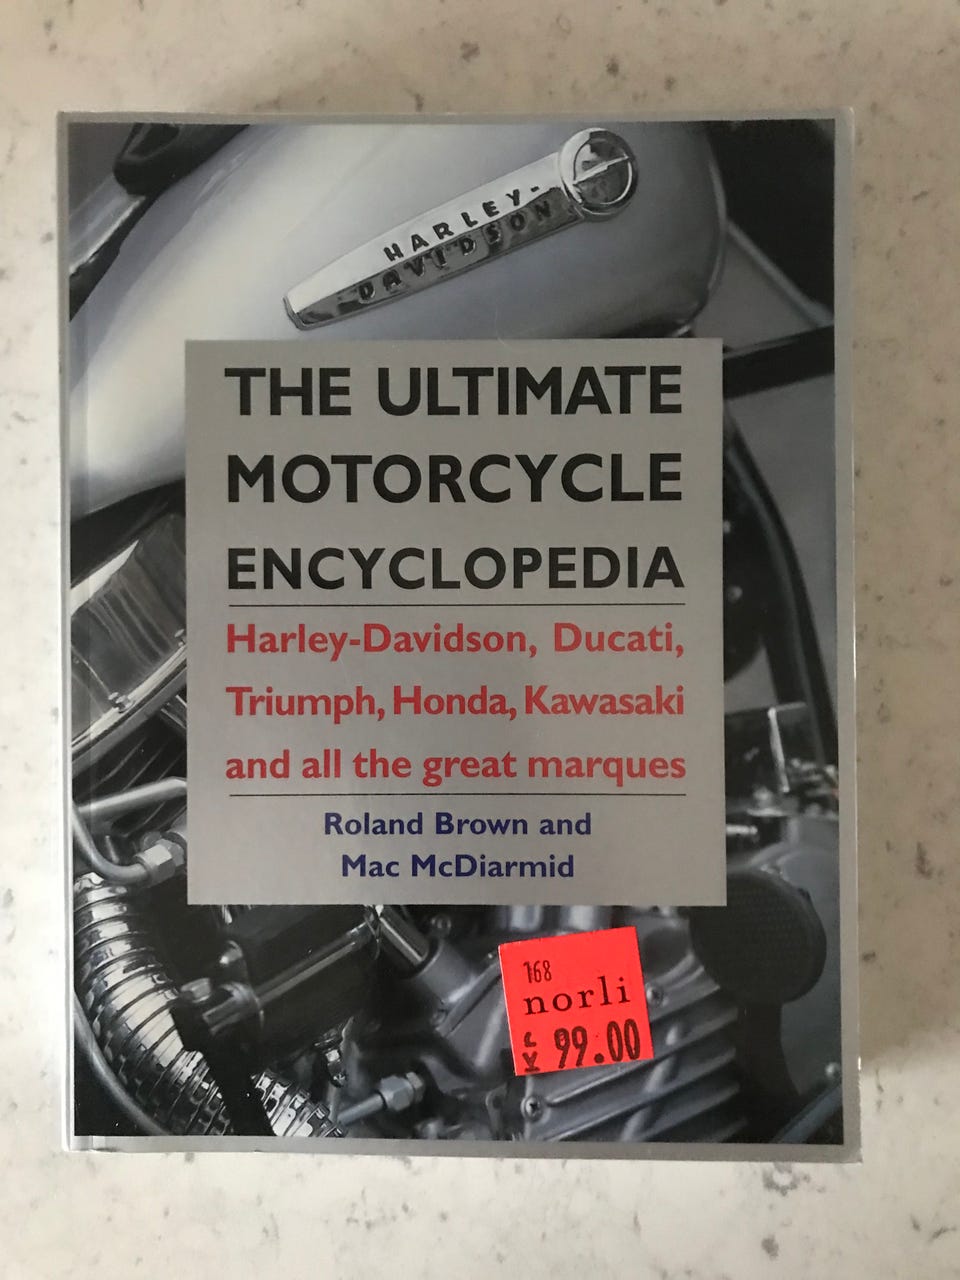 HARLEY-
DAVIDSON
THE ULTIMATE
MOTORCYCLE
ENCYCLOPEDIA
Harley-Davidson, Ducati,
Triumph, Honda, Kawasaki
and all the great marques
Roland Brown and
Mac McDiarmid
168
norli
99.00